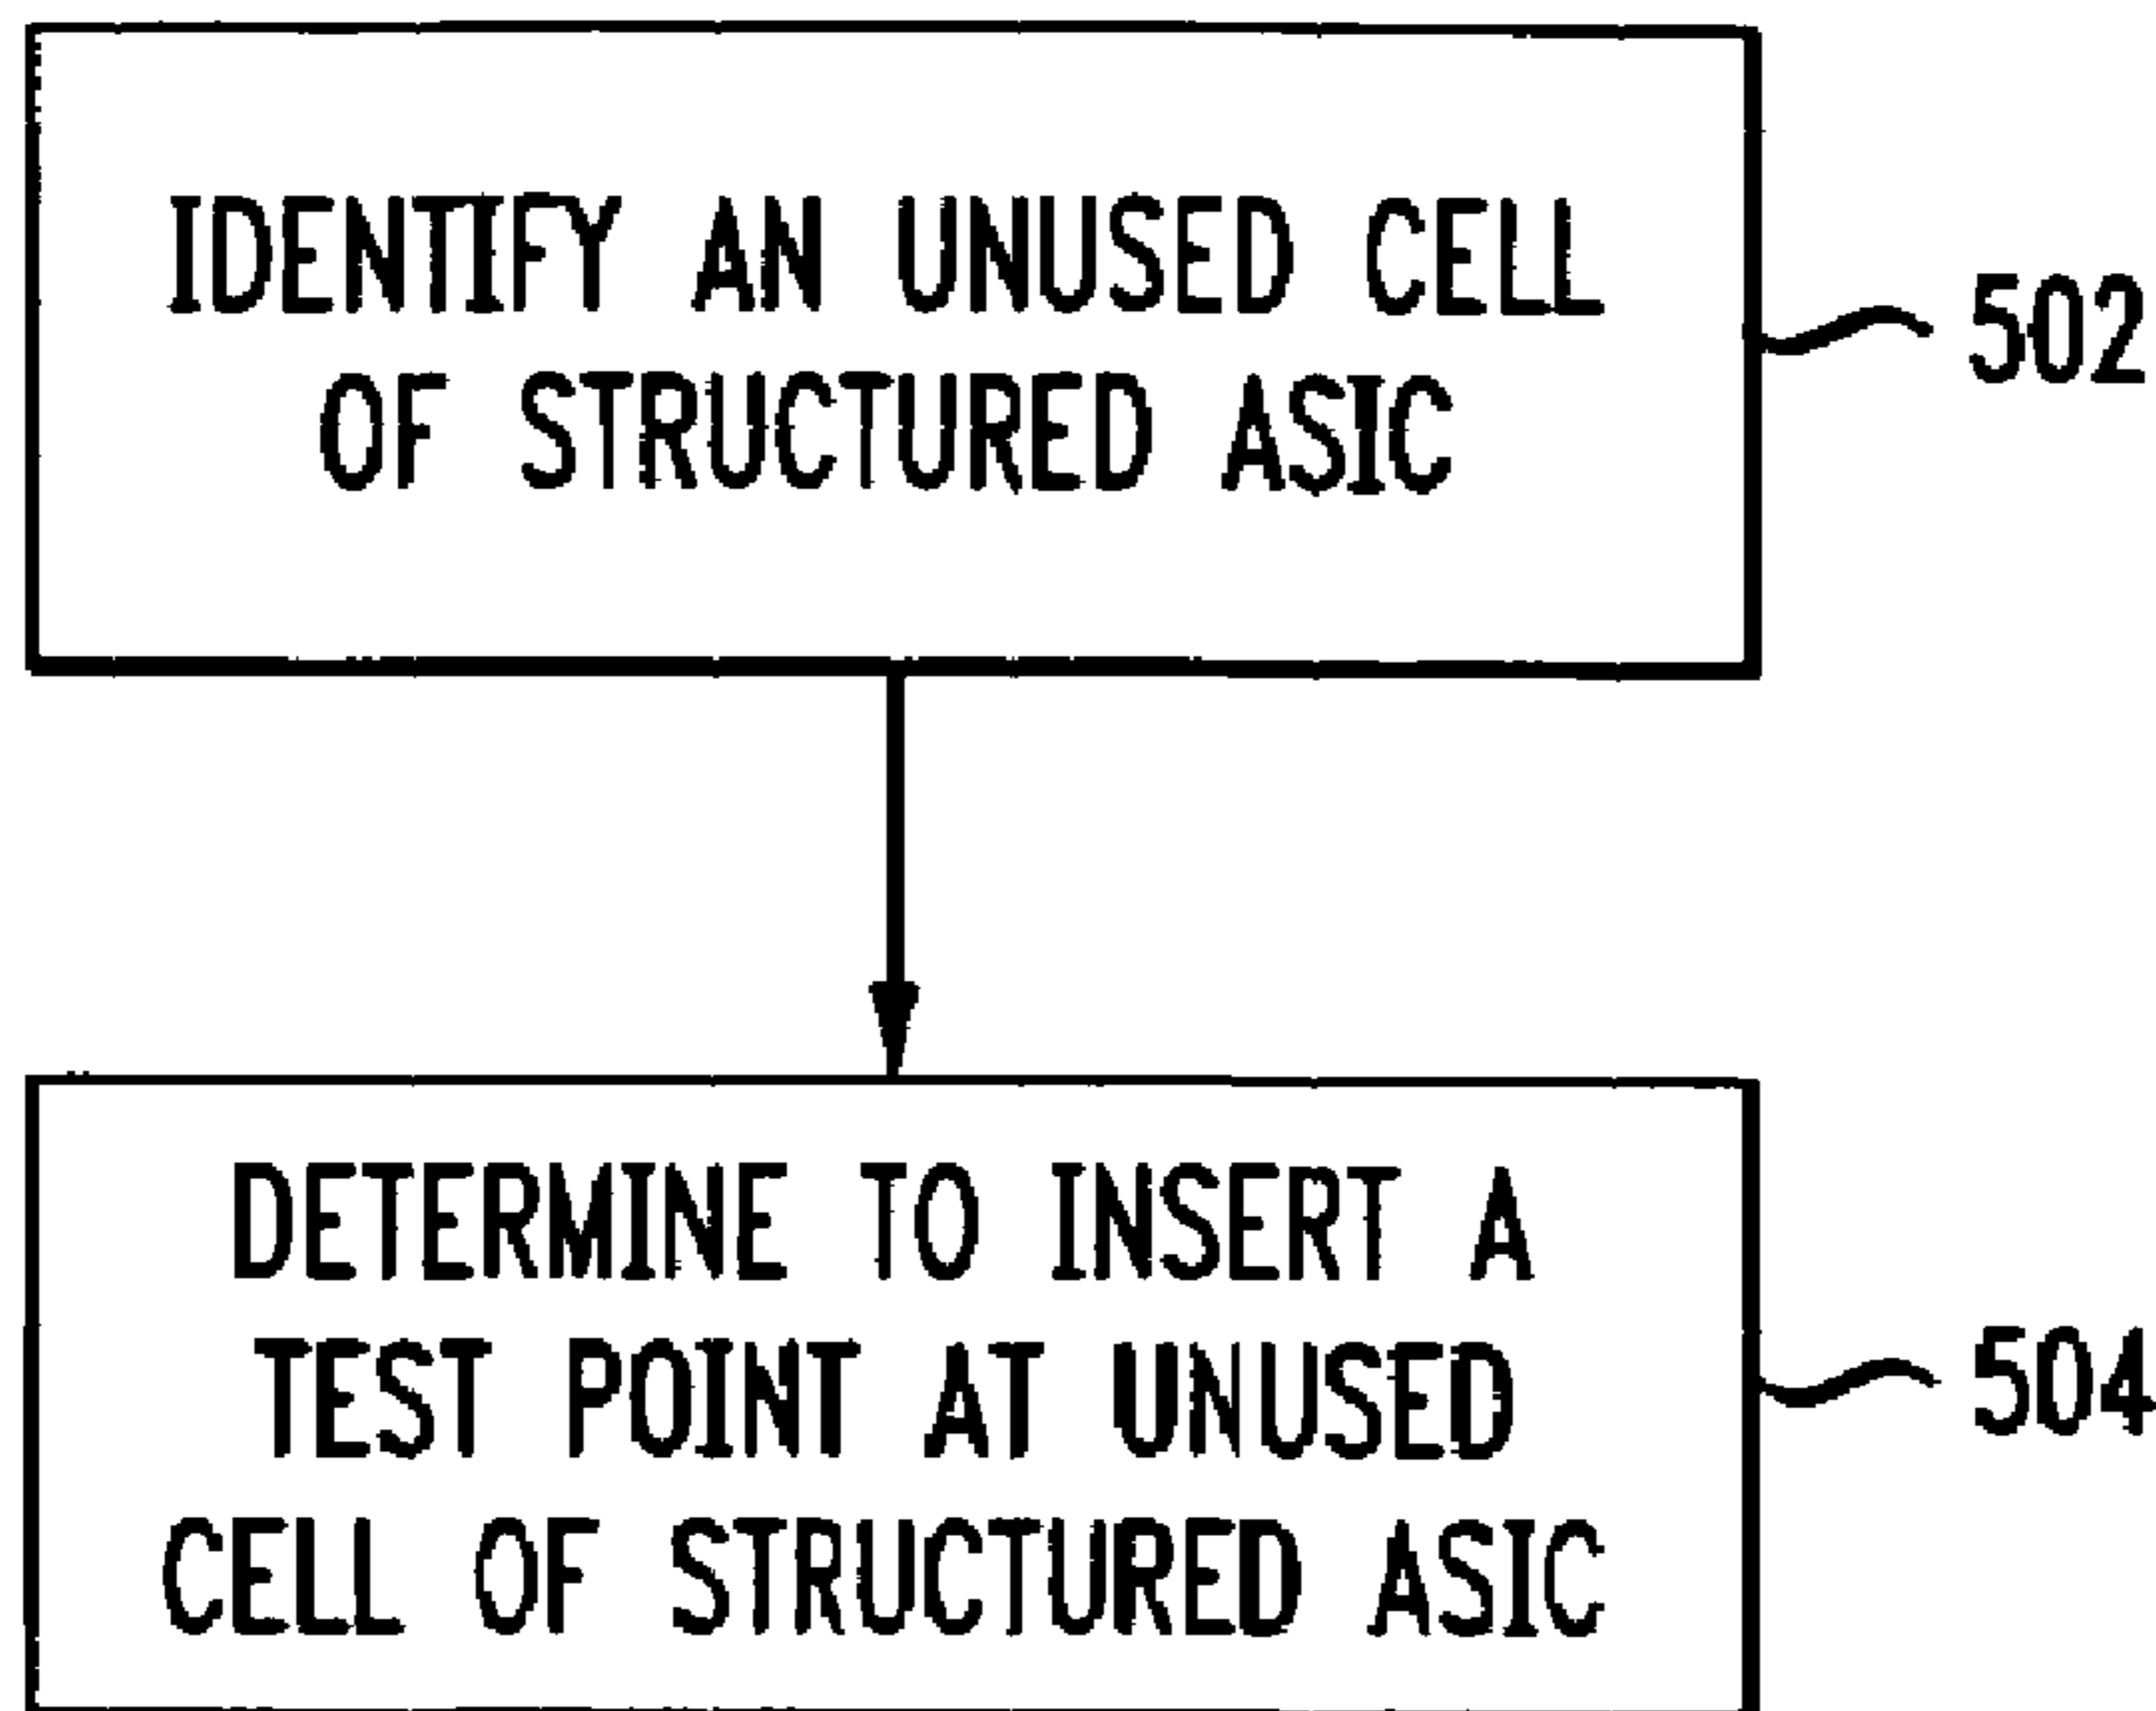 IDENTIFY AN UNUSED CELL
OF STRUCTURED ASIC
502
DETERMINE TO INSERT A
TEST POINT AT UNUSED
CELL OF STRUCTURED ASIC
504